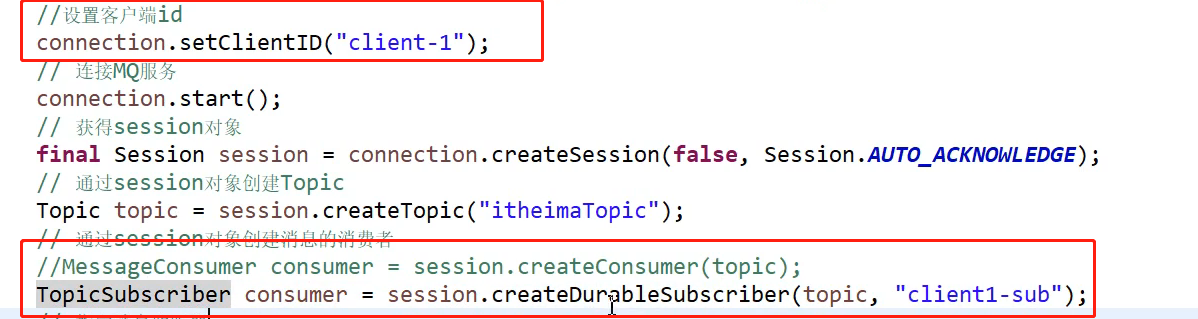 //设置客户端id
connection.setClientID("client-1");
// 连接MQ服务
connection.start();
// 获得session对象
final Session session = connection.createSession(false, Session.AUTO_ACKNOWLEDGE);
// 通过session对象创建Topic
Topic topic = session.createTopic("itheimaTopic");
// 通过session对象创建消息的消费者
//MessageConsumer consumer = session.createConsumer(topic);
TopicSubscriber consumer = session.createDurableSubscriber(topic, "client1-sub");
//